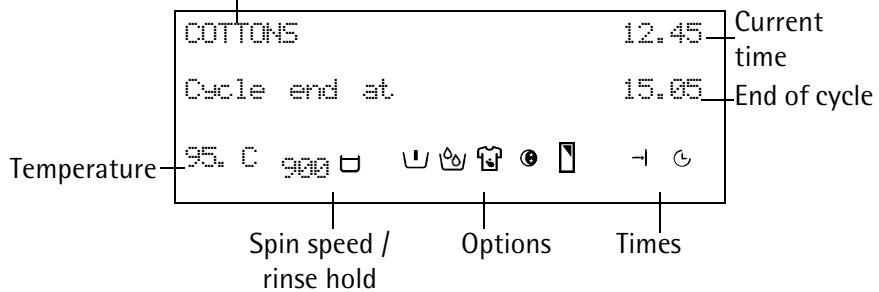 COTTONS 12.45
Current time
Cycle end at 15.05
End of cycle
Temperature
95. C 900
Spin speed / rinse hold
Options
Times